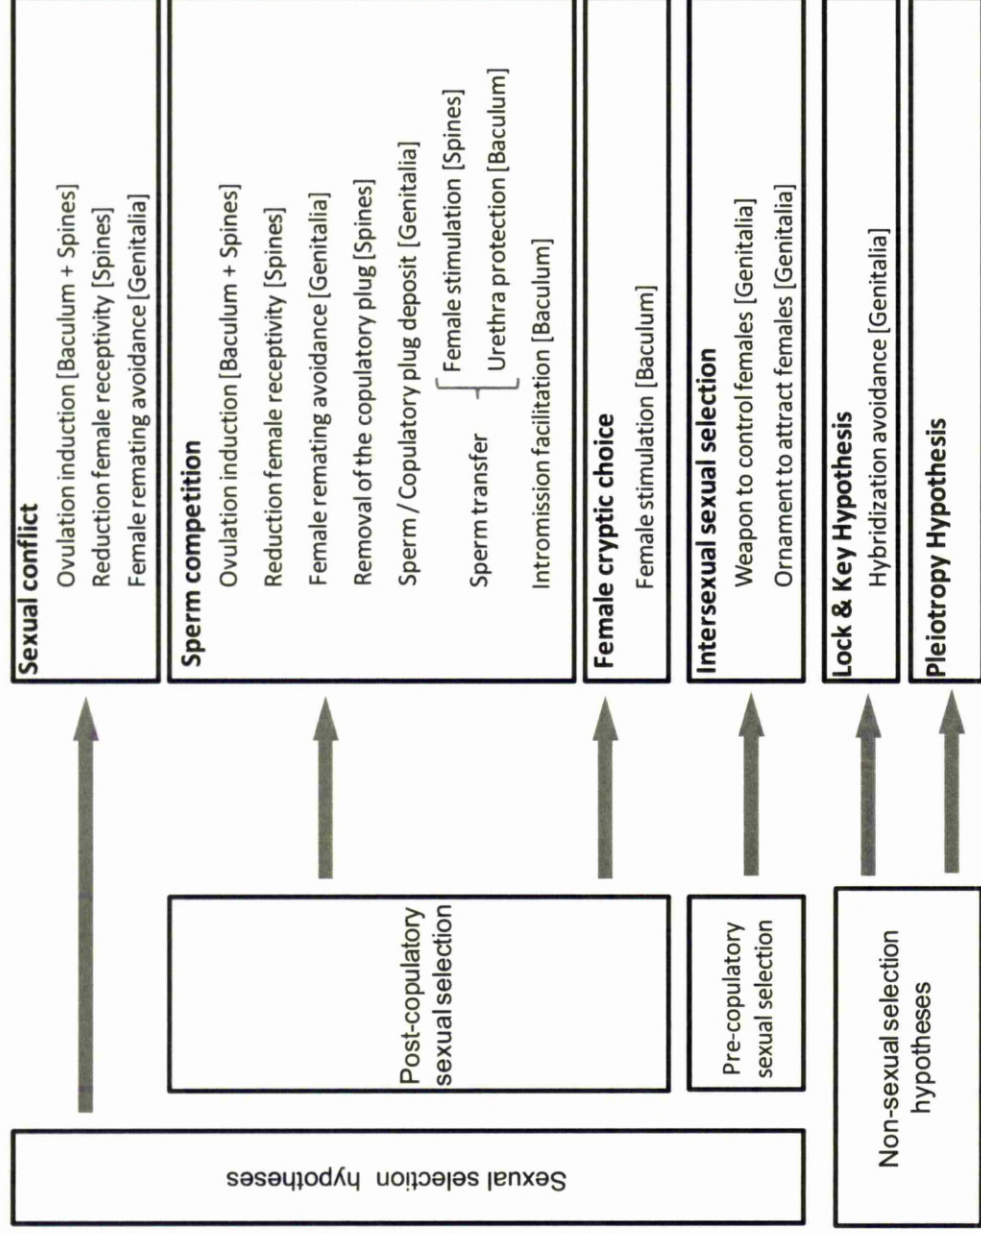 Sexual selection hypotheses
Sexual conflict
Ovulation induction [Baculum + Spines]
Reduction female receptivity [Spines]
Female remating avoidance [Genitalia]
Post-copulatory
sexual selection
Sperm competition
Ovulation induction [Baculum + Spines]
Reduction female receptivity [Spines]
Female remating avoidance [Genitalia]
Removal of the copulatory plug [Spines]
Sperm / Copulatory plug deposit [Genitalia]
Sperm transfer
Female stimulation [Spines]
Urethra protection [Baculum]
Intromission facilitation [Baculum]
Female cryptic choice
Female stimulation [Baculum]
Pre-copulatory
sexual selection
Intersexual sexual selection
Weapon to control females [Genitalia]
Ornament to attract females [Genitalia]
Non-sexual selection
hypotheses
Lock & Key Hypothesis
Hybridization avoidance [Genitalia]
Pleiotropy Hypothesis